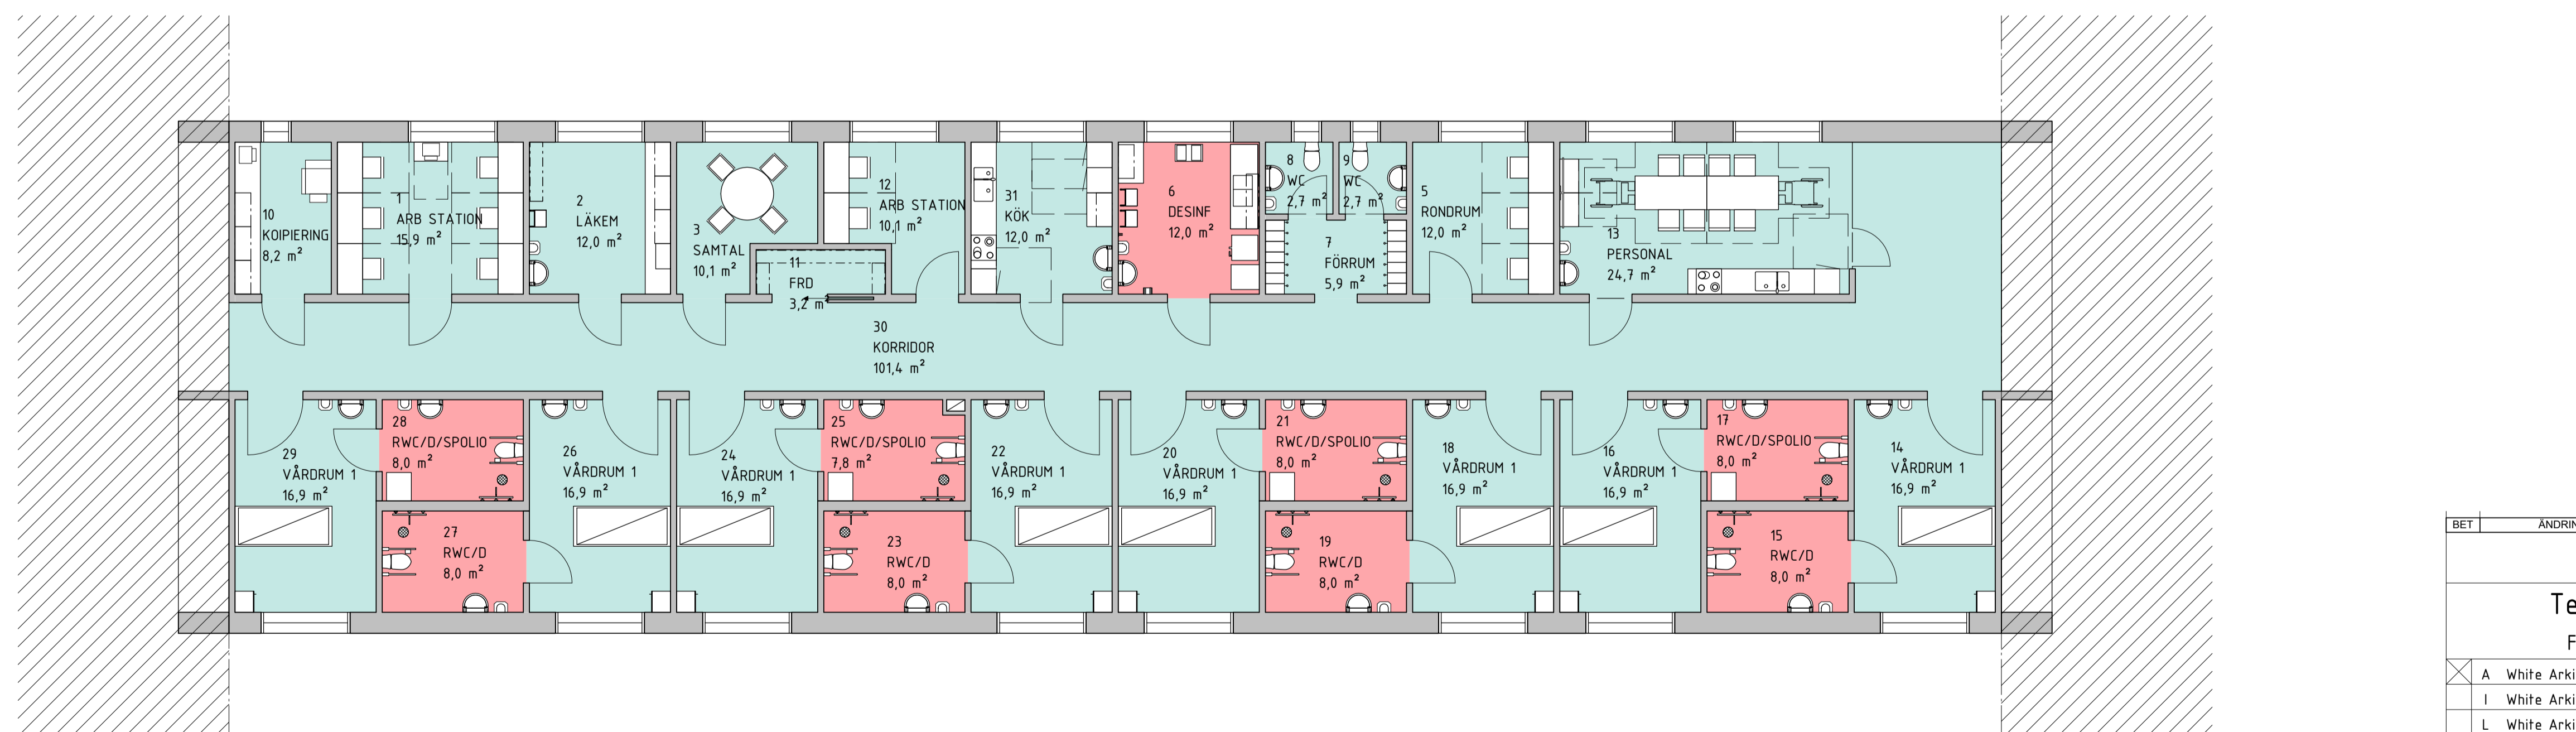 10
KOIPIERING
8,2 m²
1
ARB STATION
15,9 m²
2
LÄKEM
12,0 m²
3
SAMTAL
10,1 m²
11
FRD
3,2 m²
12
ARB STATION
10,1 m²
31
KÖK
12,0 m²
6
DESINF
12,0 m²
8
WC
2,7 m²
9
WC
2,7 m²
7
FÖRRUM
5,9 m²
5
RONDRUM
12,0 m²
13
PERSONAL
24,7 m²
30
KORRIDOR
101,4 m²
29
VÅRDRUM 1
16,9 m²
28
RWC/D/SPOLIO
8,0 m²
27
RWC/D
8,0 m²
26
VÅRDRUM 1
16,9 m²
24
VÅRDRUM 1
16,9 m²
25
RWC/D/SPOLIO
7,8 m²
23
RWC/D
8,0 m²
22
VÅRDRUM 1
16,9 m²
20
VÅRDRUM 1
16,9 m²
21
RWC/D/SPOLIO
8,0 m²
19
RWC/D
8,0 m²
18
VÅRDRUM 1
16,9 m²
16
VÅRDRUM 1
16,9 m²
17
RWC/D/SPOLIO
8,0 m²
15
RWC/D
8,0 m²
14
VÅRDRUM 1
16,9 m²
BET ÄNDRIN
Te
F
A White Arki
I White Arki
L White Arki